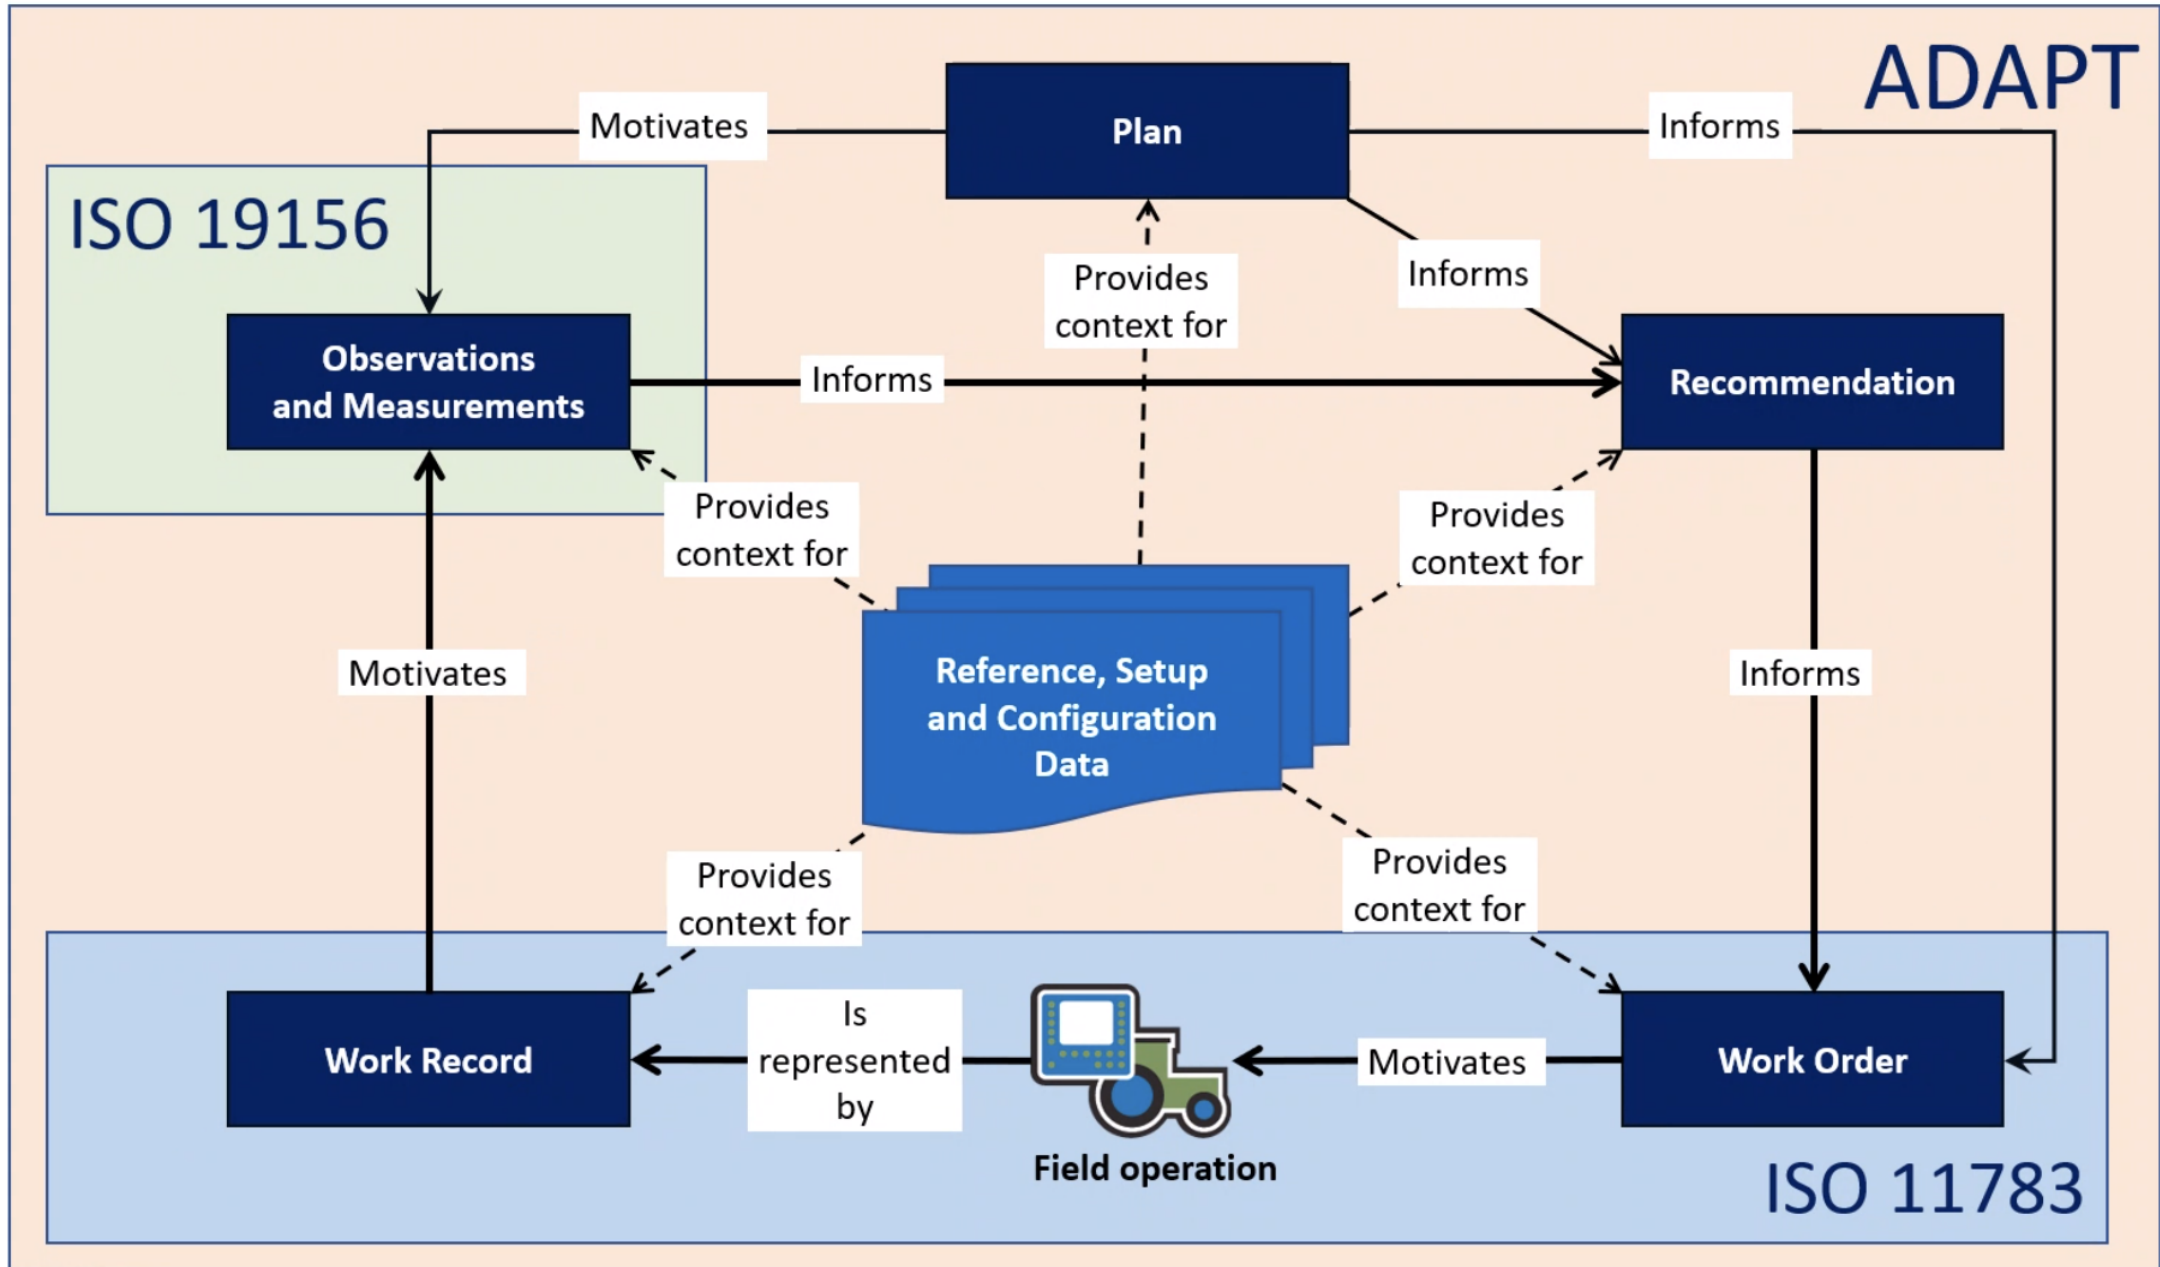 ADAPT
Plan
Motivates
Informs
ISO 19156
Provides
context for
Informs
Observations
and Measurements
Informs
Recommendation
Provides
context for
Provides
context for
Reference, Setup
and Configuration
Data
Motivates
Informs
Provides
context for
Provides
context for
Work Record
Is
represented
by
Motivates
Work Order
Field operation
ISO 11783